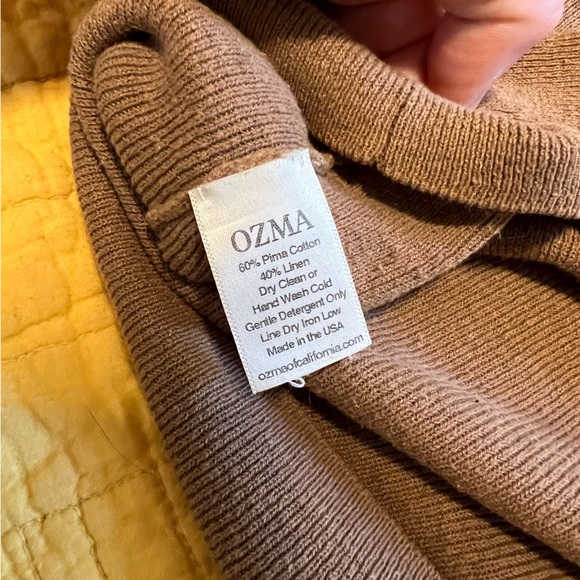 OZMA
60% Pima Cotton
40% Linen
Dry Clean or
Hand Wash Cold
Gentle Detergent Only
Line Dry Iron Low
Made in the USA
ozmaofcalifornia.com